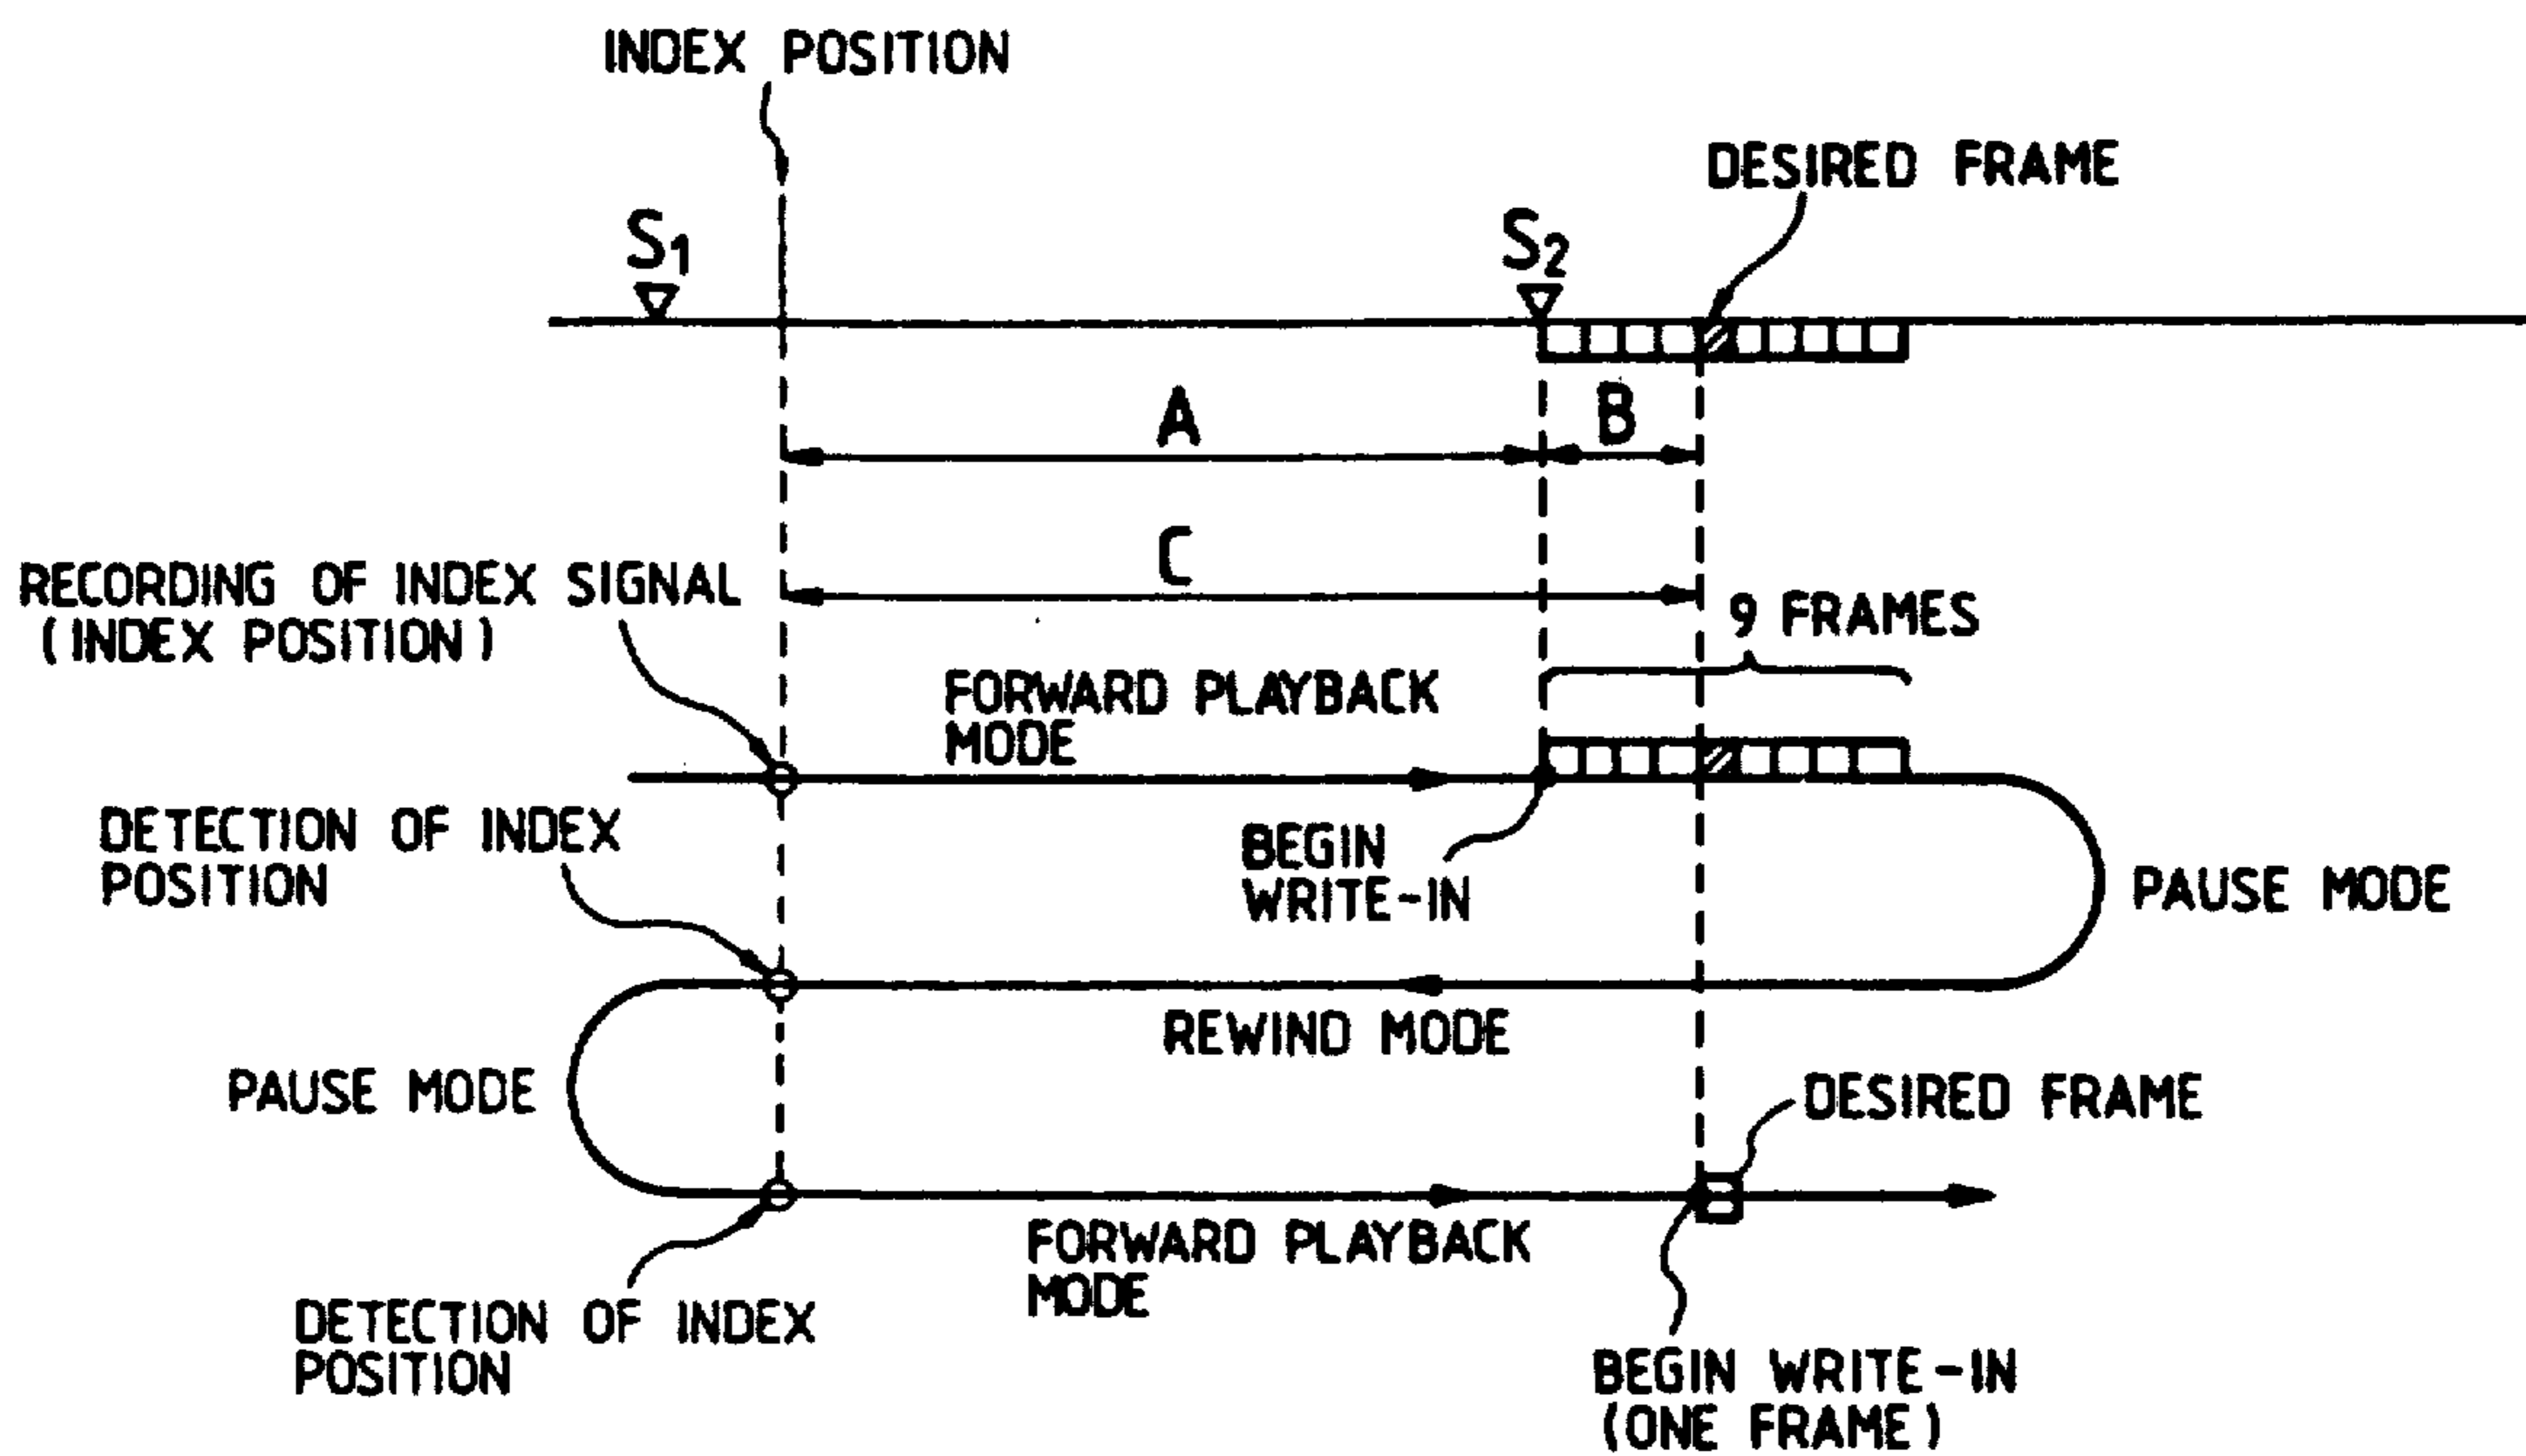 INDEX POSITION
DESIRED FRAME
S1
S2
A
B
C
RECORDING OF INDEX SIGNAL
(INDEX POSITION)
9 FRAMES
FORWARD PLAYBACK
MODE
DETECTION OF INDEX
POSITION
BEGIN
WRITE-IN
PAUSE MODE
REWIND MODE
PAUSE MODE
DESIRED FRAME
FORWARD PLAYBACK
MODE
DETECTION OF INDEX
POSITION
BEGIN WRITE-IN
(ONE FRAME)